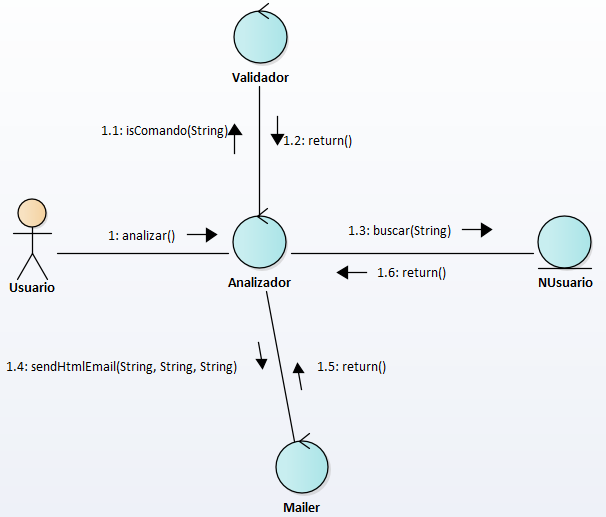 Validador
1.1: isComando(String)
1.2: return()
1: analizar()
1.3: buscar(String)
1.6: return()
Usuario
Analizador
NUsuario
1.4: sendHtmlEmail(String, String, String)
1.5: return()
Mailer